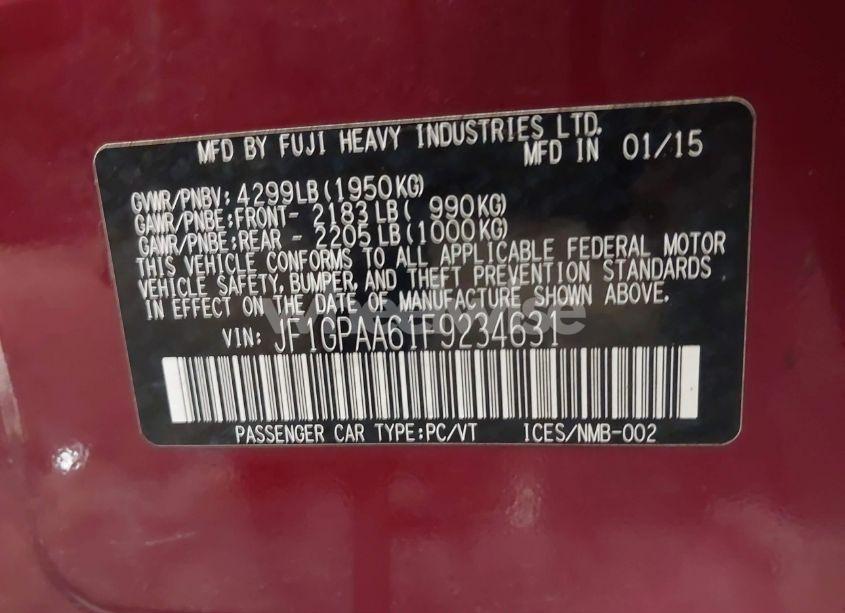 MFD BY FUJI HEAVY INDUSTRIES LTD.
MFD IN 01/15
GVWR/PNBV: 4299LB (1950KG)
GAWR/PNBE:FRONT- 2183 LB ( 990KG)
GAWR/PNBE:REAR - 2205 LB (1000KG)
THIS VEHICLE CONFORMS TO ALL APPLICABLE FEDERAL MOTOR
VEHICLE SAFETY, BUMPER, AND THEFT PREVENTION STANDARDS
IN EFFECT ON THE DATE OF MANUFACTURE SHOWN ABOVE.
VIN: JF1GPAA61F9234631
PASSENGER CAR TYPE:PC/VT ICES/NMB-002